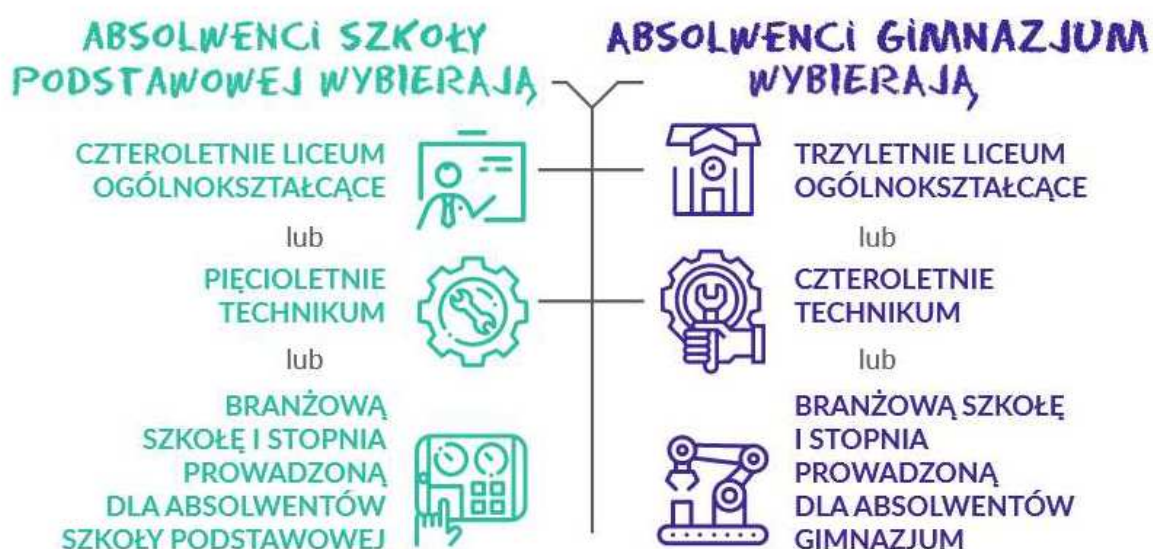 ABSOLWENCI SZKOŁY
PODSTAWOWEJ WYBIERAJĄ
CZTEROLETNIE LICEUM
OGÓLNOKSZTAŁCĄCE
lub
PIĘCIOLETNIE
TECHNIKUM
lub
BRANŻOWĄ
SZKOŁĘ I STOPNIA
PROWADZONĄ
DLA ABSOLWENTÓW
SZKOŁY PODSTAWOWEJ
ABSOLWENCI GIMNAZJUM
WYBIERAJĄ
TRZYLETNIE LICEUM
OGÓLNOKSZTAŁCĄCE
lub
CZTEROLETNIE
TECHNIKUM
lub
BRANŻOWĄ SZKOŁĘ
I STOPNIA
PROWADZONĄ
DLA ABSOLWENTÓW
GIMNAZJUM